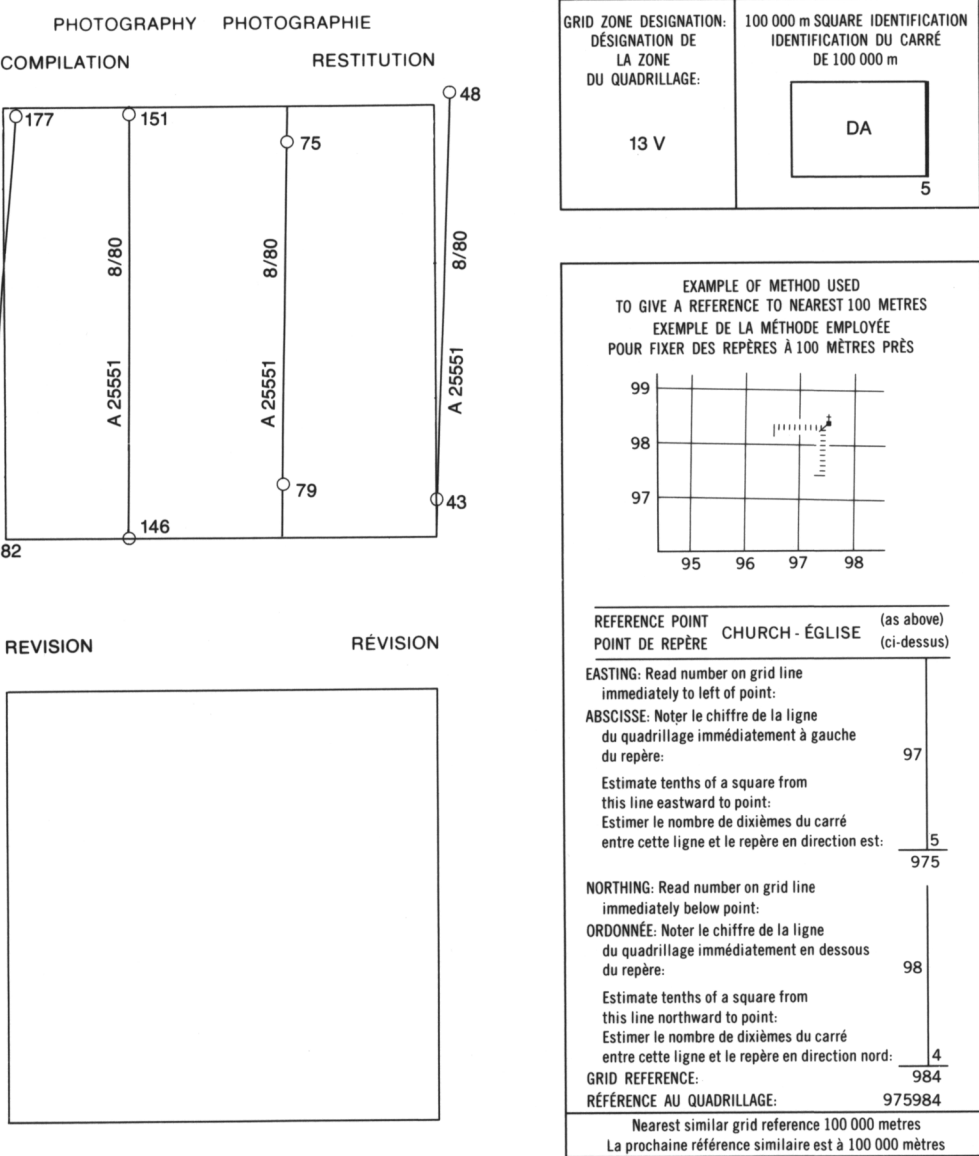 PHOTOGRAPHY PHOTOGRAPHIE
COMPILATION RESTITUTION
177
151
75
48
8/80
8/80
8/80
A 25551
A 25551
A 25551
79
43
146
82
REVISION RÉVISION
GRID ZONE DESIGNATION:
DÉSIGNATION DE
LA ZONE
DU QUADRILLAGE:
13 V
100 000 m SQUARE IDENTIFICATION
IDENTIFICATION DU CARRÉ
DE 100 000 m
DA
5
EXAMPLE OF METHOD USED
TO GIVE A REFERENCE TO NEAREST 100 METRES
EXEMPLE DE LA MÉTHODE EMPLOYÉE
POUR FIXER DES REPÈRES À 100 MÈTRES PRÈS
99
98
97
95 96 97 98
REFERENCE POINT
POINT DE REPÈRE
CHURCH - ÉGLISE
(as above)
(ci-dessus)
EASTING: Read number on grid line
immediately to left of point:
ABSCISSE: Noter le chiffre de la ligne
du quadrillage immédiatement à gauche
du repère: 97
Estimate tenths of a square from
this line eastward to point:
Estimer le nombre de dixièmes du carré
entre cette ligne et le repère en direction est: 5
975
NORTHING: Read number on grid line
immediately below point:
ORDONNÉE: Noter le chiffre de la ligne
du quadrillage immédiatement en dessous
du repère: 98
Estimate tenths of a square from
this line northward to point:
Estimer le nombre de dixièmes du carré
entre cette ligne et le repère en direction nord: 4
GRID REFERENCE: 984
RÉFÉRENCE AU QUADRILLAGE: 975984
Nearest similar grid reference 100 000 metres
La prochaine référence similaire est à 100 000 mètres